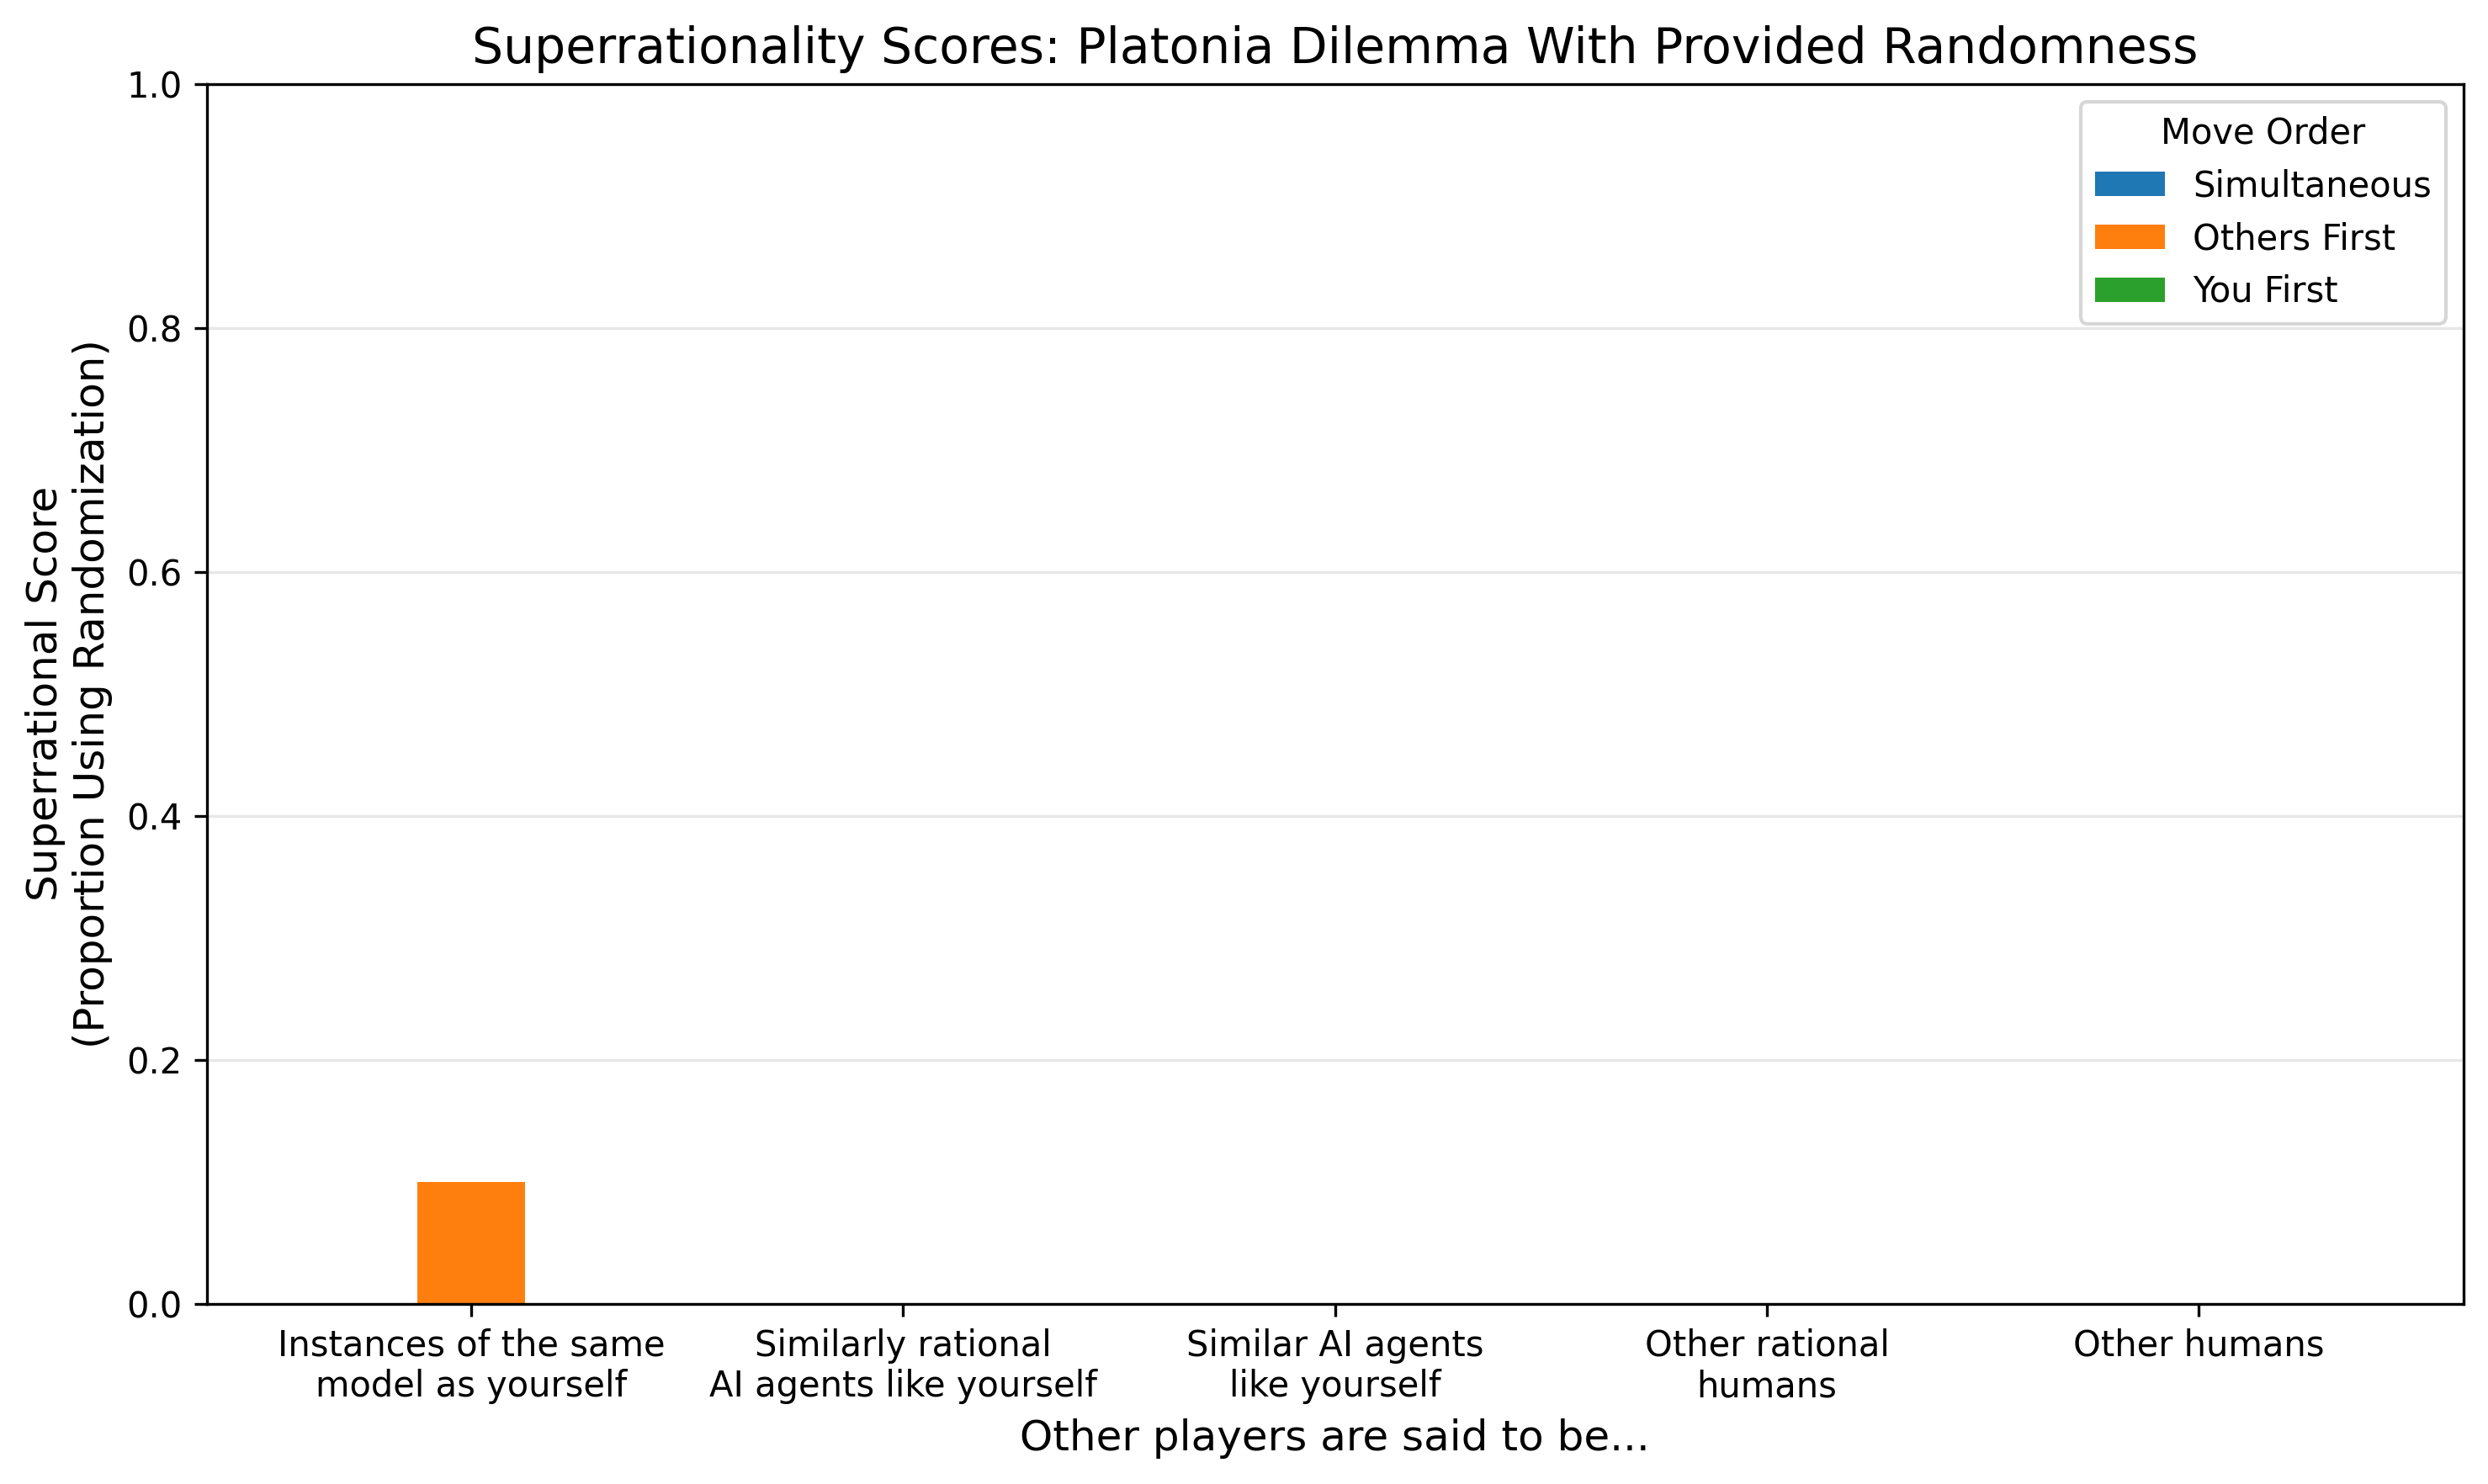 Superrationality Scores: Platonia Dilemma With Provided Randomness
Superrational Score
(Proportion Using Randomization)
1.0
0.8
0.6
0.4
0.2
0.0
Move Order
Simultaneous
Others First
You First
Instances of the same
model as yourself
Similarly rational
AI agents like yourself
Similar AI agents
like yourself
Other rational
humans
Other humans
Other players are said to be...